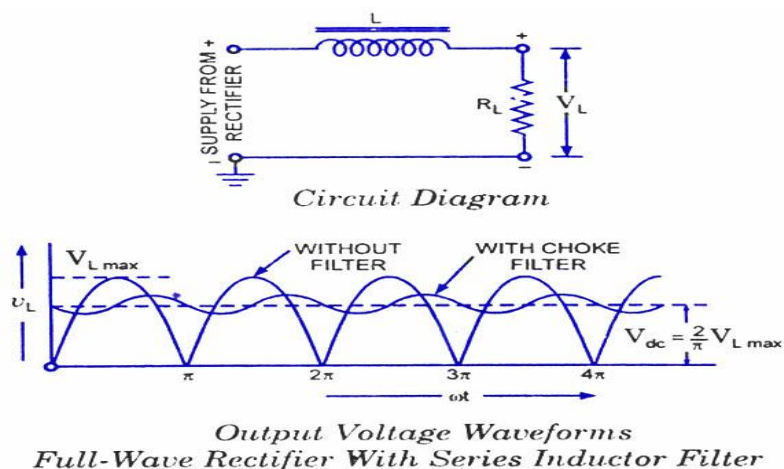 L
+
SUPPLY FROM +
RECTIFIER
R_L
V_L
–
–
Circuit Diagram
V_L max
WITHOUT
FILTER
WITH CHOKE
FILTER
υ_L
V_dc = 2/π V_L max
π
2π
3π
4π
ωt
Output Voltage Waveforms
Full-Wave Rectifier With Series Inductor Filter